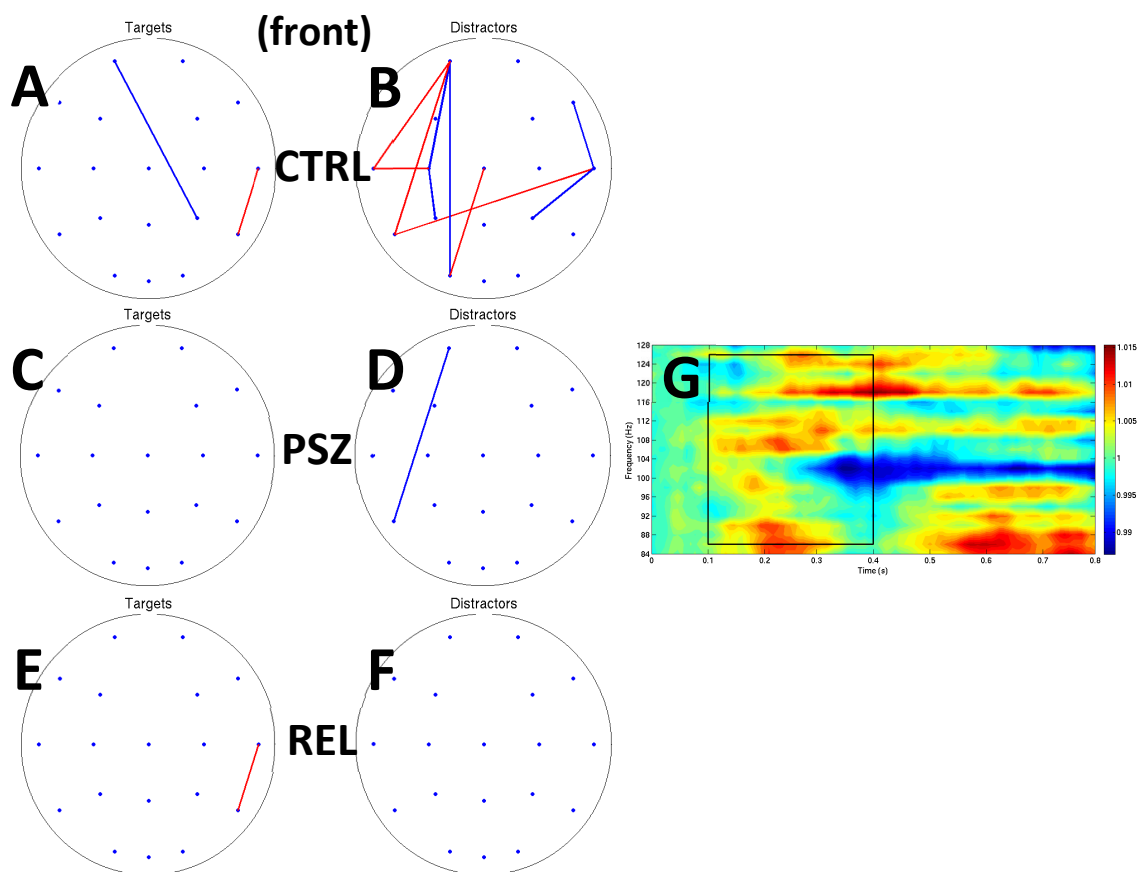 (front)
Targets
Distractors
A
B
CTRL
Targets
Distractors
C
D
PSZ
Targets
Distractors
E
F
REL
G
128
124
120
116
112
108
104
100
96
92
88
84
Frequency (Hz)
0
0.1
0.2
0.3
0.4
0.5
0.6
0.7
0.8
Time (s)
1.015
1.01
1.005
1
0.995
0.99